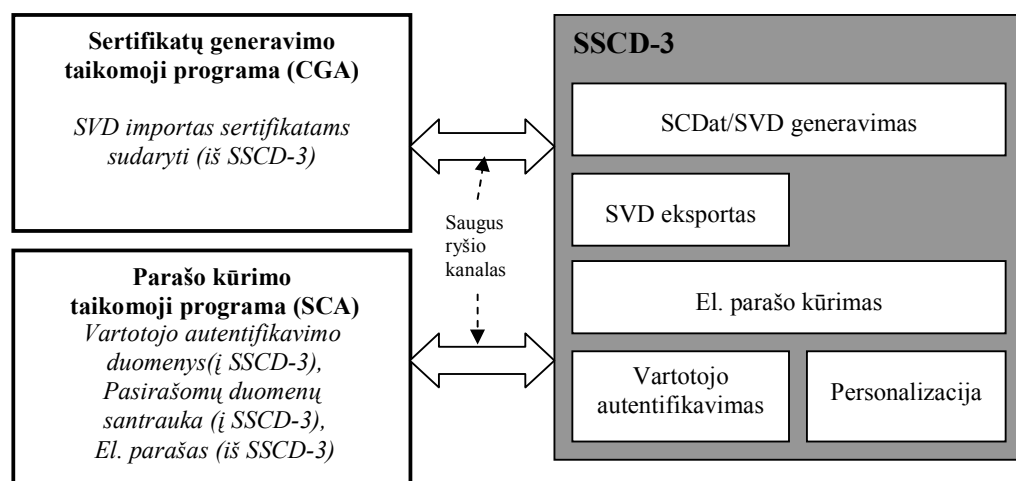 Sertifikatų generavimo
taikomoji programa (CGA)
SVD importas sertifikatams
sudaryti (iš SSCD-3)
Parašo kūrimo
taikomoji programa (SCA)
Vartotojo autentifikavimo
duomenys(į SSCD-3),
Pasirašomų duomenų
santrauka (į SSCD-3),
El. parašas (iš SSCD-3)
Saugus
ryšio
kanalas
SSCD-3
SCDat/SVD generavimas
SVD eksportas
El. parašo kūrimas
Vartotojo
autentifikavimas
Personalizacija